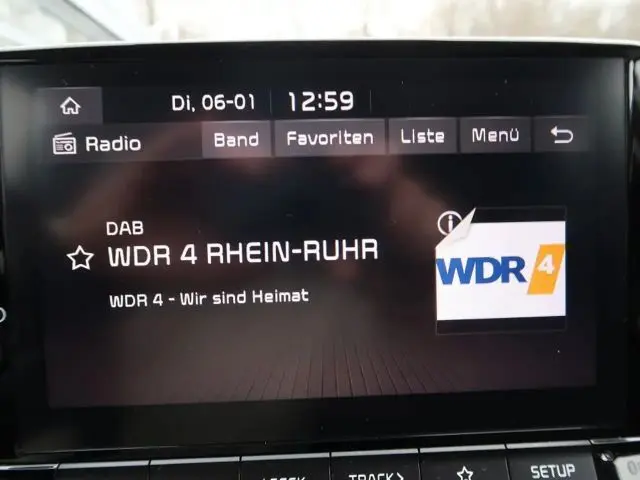 Di, 06-01 12:59
Radio Band Favoriten Liste Menü
DAB
WDR 4 RHEIN-RUHR
WDR 4 - Wir sind Heimat
WDR 4
TRACK>
SETUP